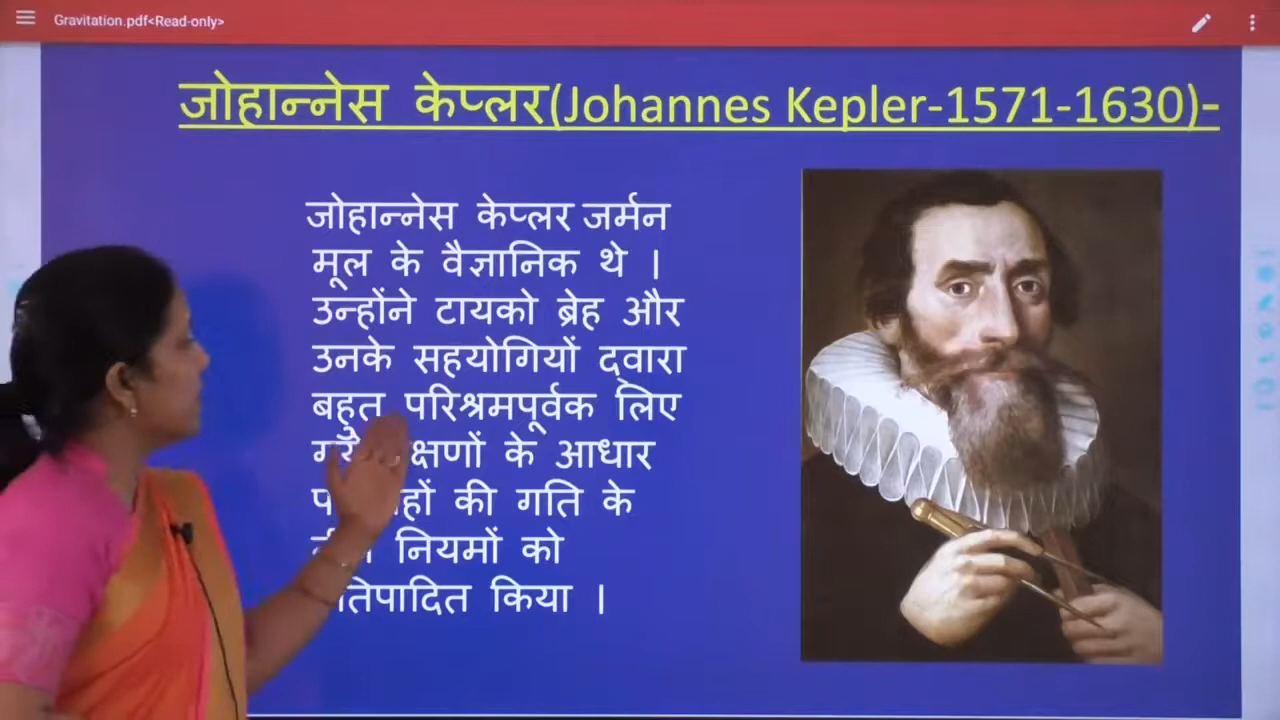 Gravitation.pdf<Read-only>
जोहान्नेस केप्लर(Johannes Kepler-1571-1630)-
जोहान्नेस केप्लर जर्मन
मूल के वैज्ञानिक थे ।
उन्होंने टायको ब्रेह और
उनके सहयोगियों द्वारा
बहुत परिश्रमपूर्वक लिए
के आधार
की गति के
नियमों को
किया ।